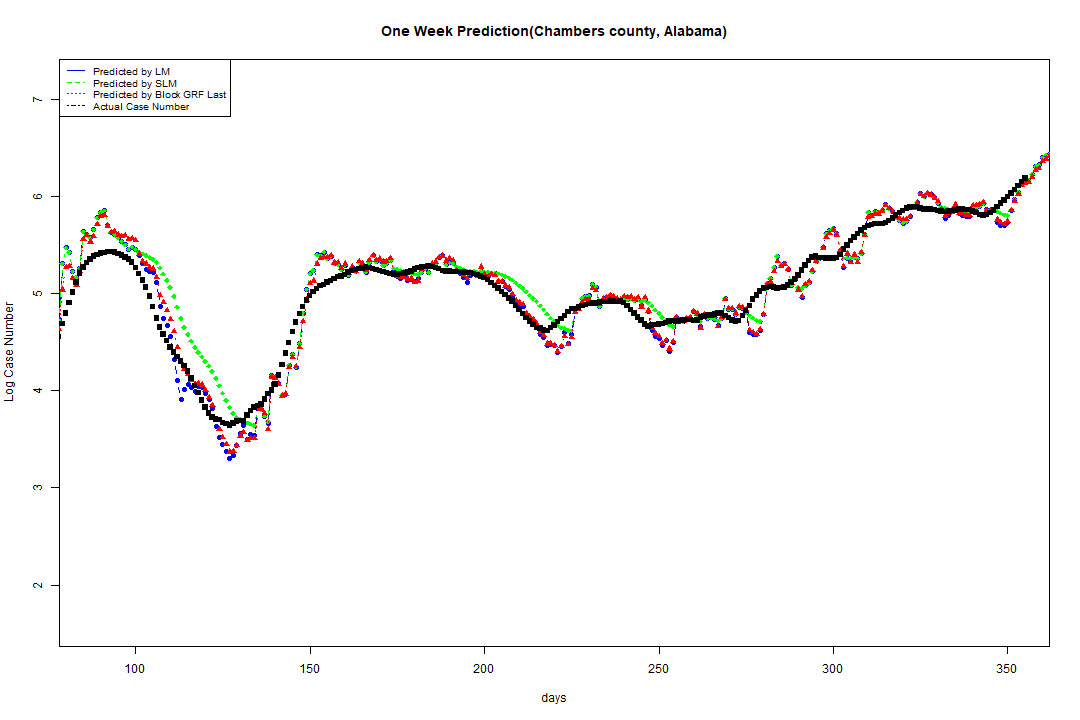 One Week Prediction(Chambers county, Alabama)
Predicted by LM
Predicted by SLM
Predicted by Block GRF Last
Actual Case Number
Log Case Number
7
6
5
4
3
2
100 150 200 250 300 350
days